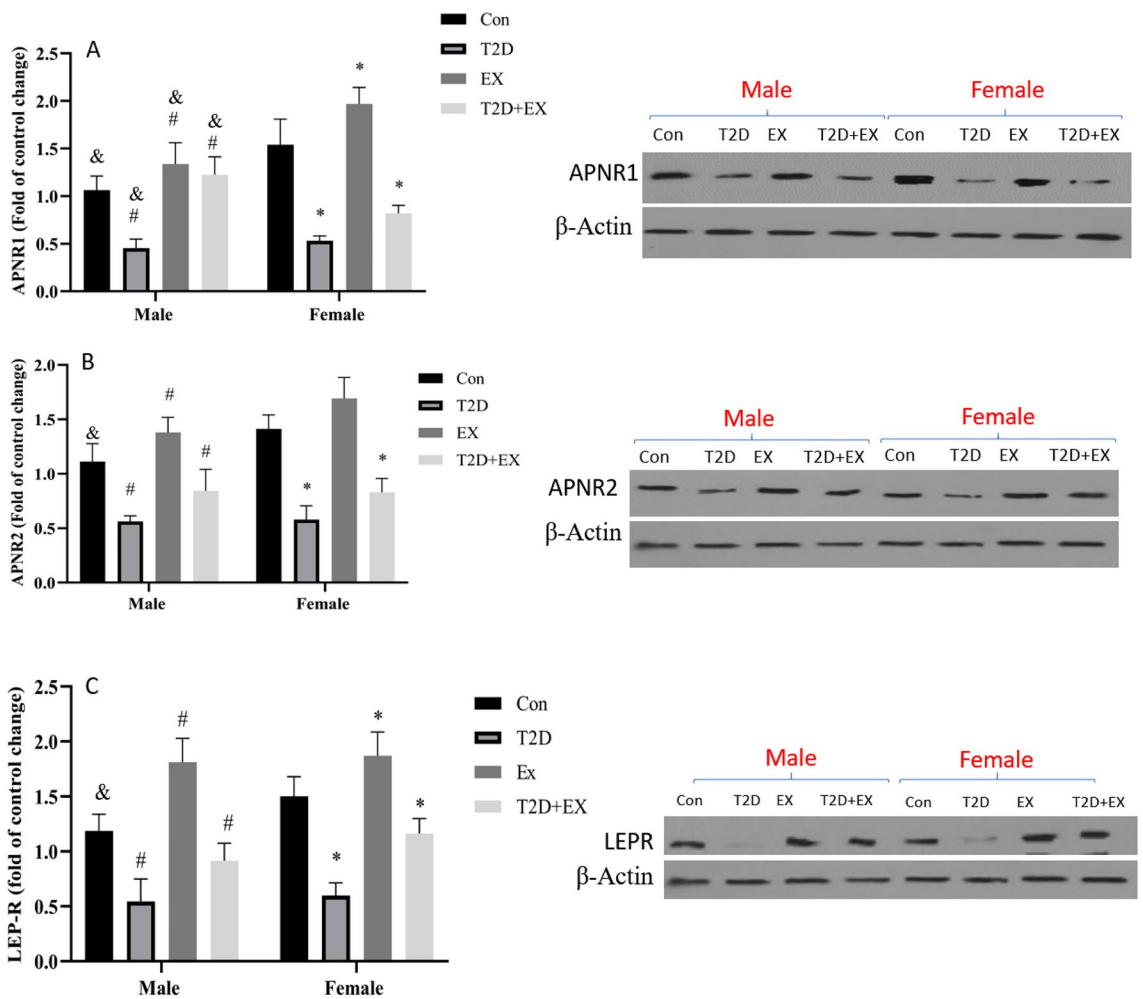 A
Con
T2D
EX
T2D+EX
APNR1 (Fold of control change)
2.5
2.0
1.5
1.0
0.5
0.0
&
&
#
&
#
&
#
*
*
*
Male Female
Male Female
Con T2D EX T2D+EX Con T2D EX T2D+EX
APNR1
β-Actin
B
Con
T2D
EX
T2D+EX
APNR2 (Fold of control change)
2.0
1.5
1.0
0.5
0.0
&
#
#
#
*
*
Male Female
Male Female
Con T2D EX T2D+EX Con T2D EX T2D+EX
APNR2
β-Actin
C
Con
T2D
Ex
T2D+EX
LEP-R (fold of control change)
2.5
2.0
1.5
1.0
0.5
0.0
&
#
#
#
*
*
*
Male Female
Male Female
Con T2D EX T2D+EX Con T2D EX T2D+EX
LEPR
β-Actin